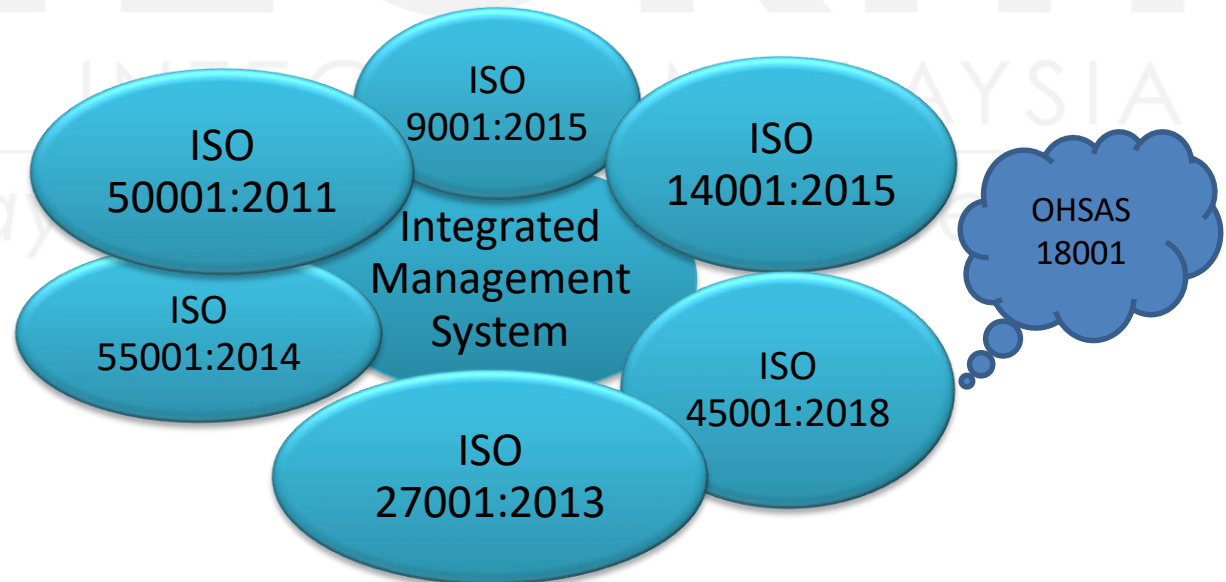 ISO
9001:2015
ISO
50001:2011
ISO
14001:2015
OHSAS
18001
Integrated
Management
System
ISO
55001:2014
ISO
45001:2018
ISO
27001:2013